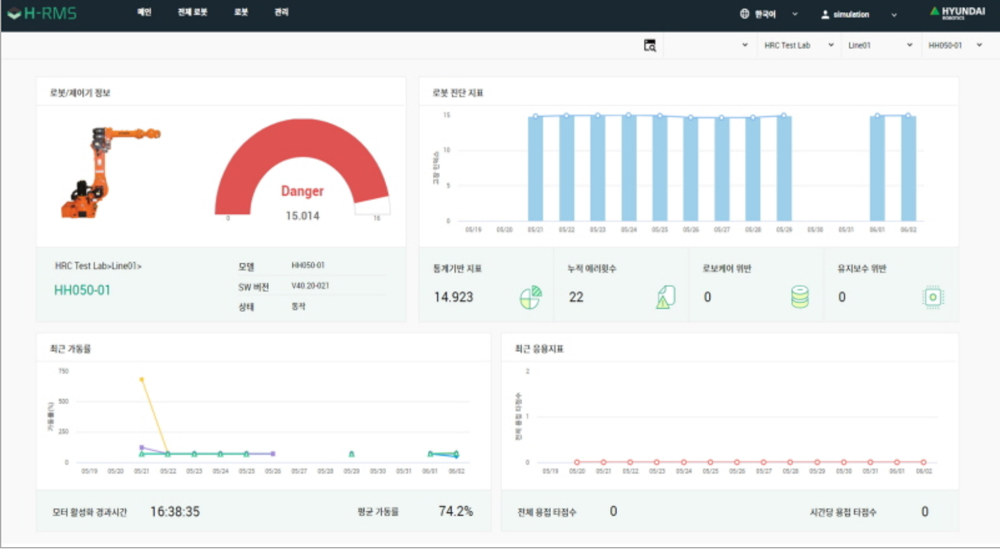 H-RMS
메인 전체 로봇 로봇 관리
한국어 simulation
HYUNDAI
ROBOTICS
HRC Test Lab Line01 HH050-01
로봇/제어기 정보
Danger
15.014
0 16
HRC Test Lab>Line01>
HH050-01
모델 HH050-01
SW 버전 V40.20-021
상태 동작
로봇 진단 지표
고장 인덱스
15
10
5
0
05/19 05/20 05/21 05/22 05/23 05/24 05/25 05/26 05/27 05/28 05/29 05/30 05/31 06/01 06/02
통계기반 지표 누적 에러횟수 로보케어 위반 유지보수 위반
14.923 22 0 0
최근 가동률
가동률(%)
750
500
250
0
05/19 05/20 05/21 05/22 05/23 05/24 05/25 05/26 05/27 05/28 05/29 05/30 05/31 06/01 06/02
모터 활성화 경과시간 16:38:35 평균 가동률 74.2%
최근 응용지표
전체 용접 타점수
2
1
0
05/19 05/20 05/21 05/22 05/23 05/24 05/25 05/26 05/27 05/28 05/29 05/30 05/31 06/01 06/02
전체 용접 타점수 0 시간당 용접 타점수 0